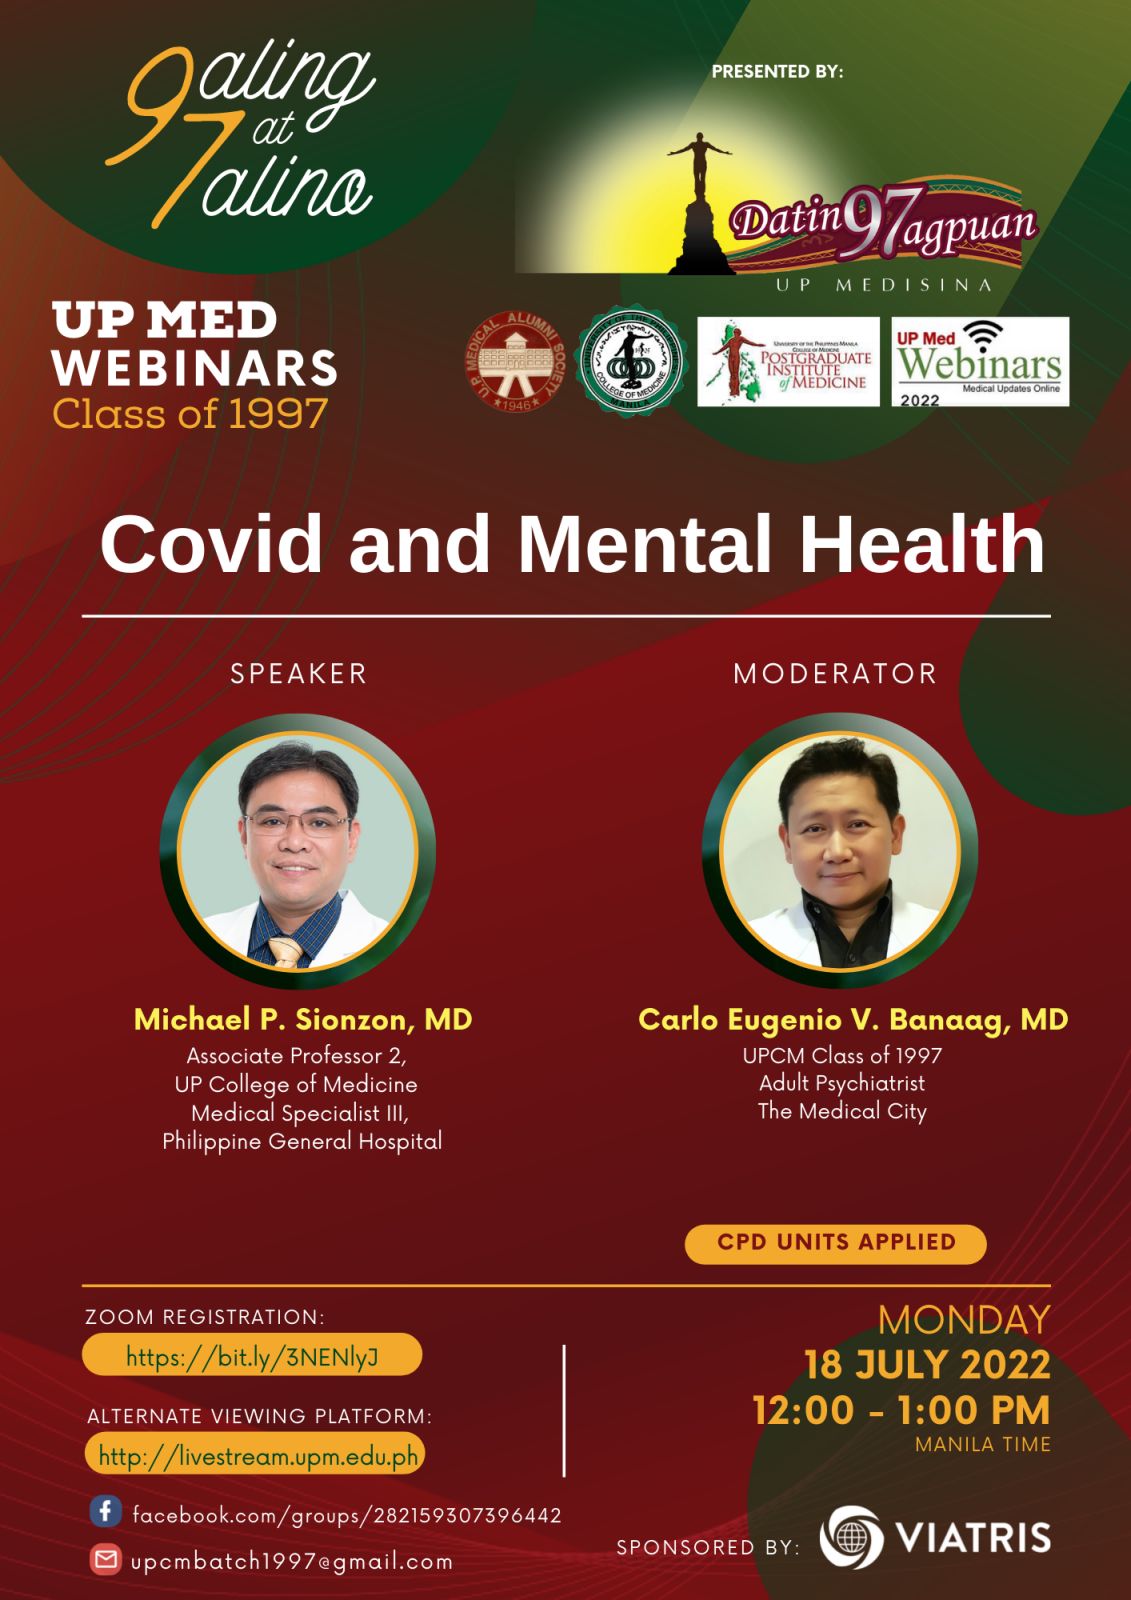 9aling
at
7alino
PRESENTED BY:
Datin97agpuan
UP MEDISINA
UP MED
WEBINARS
Class of 1997
UP MEDICAL ALUMNI SOCIETY
★1946★
UNIVERSITY OF THE PHILIPPINES
COLLEGE OF MEDICINE
MANILA
UNIVERSITY OF THE PHILIPPINES MANILA
COLLEGE OF MEDICINE
POSTGRADUATE
INSTITUTE
of MEDICINE
UP Med
Webinars
Medical Updates Online
2022
Covid and Mental Health
SPEAKER
MODERATOR
Michael P. Sionzon, MD
Associate Professor 2,
UP College of Medicine
Medical Specialist III,
Philippine General Hospital
Carlo Eugenio V. Banaag, MD
UPCM Class of 1997
Adult Psychiatrist
The Medical City
CPD UNITS APPLIED
ZOOM REGISTRATION:
https://bit.ly/3NENlyJ
ALTERNATE VIEWING PLATFORM:
http://livestream.upm.edu.ph
facebook.com/groups/282159307396442
upcmbatch1997@gmail.com
MONDAY
18 JULY 2022
12:00 - 1:00 PM
MANILA TIME
SPONSORED BY:
VIATRIS